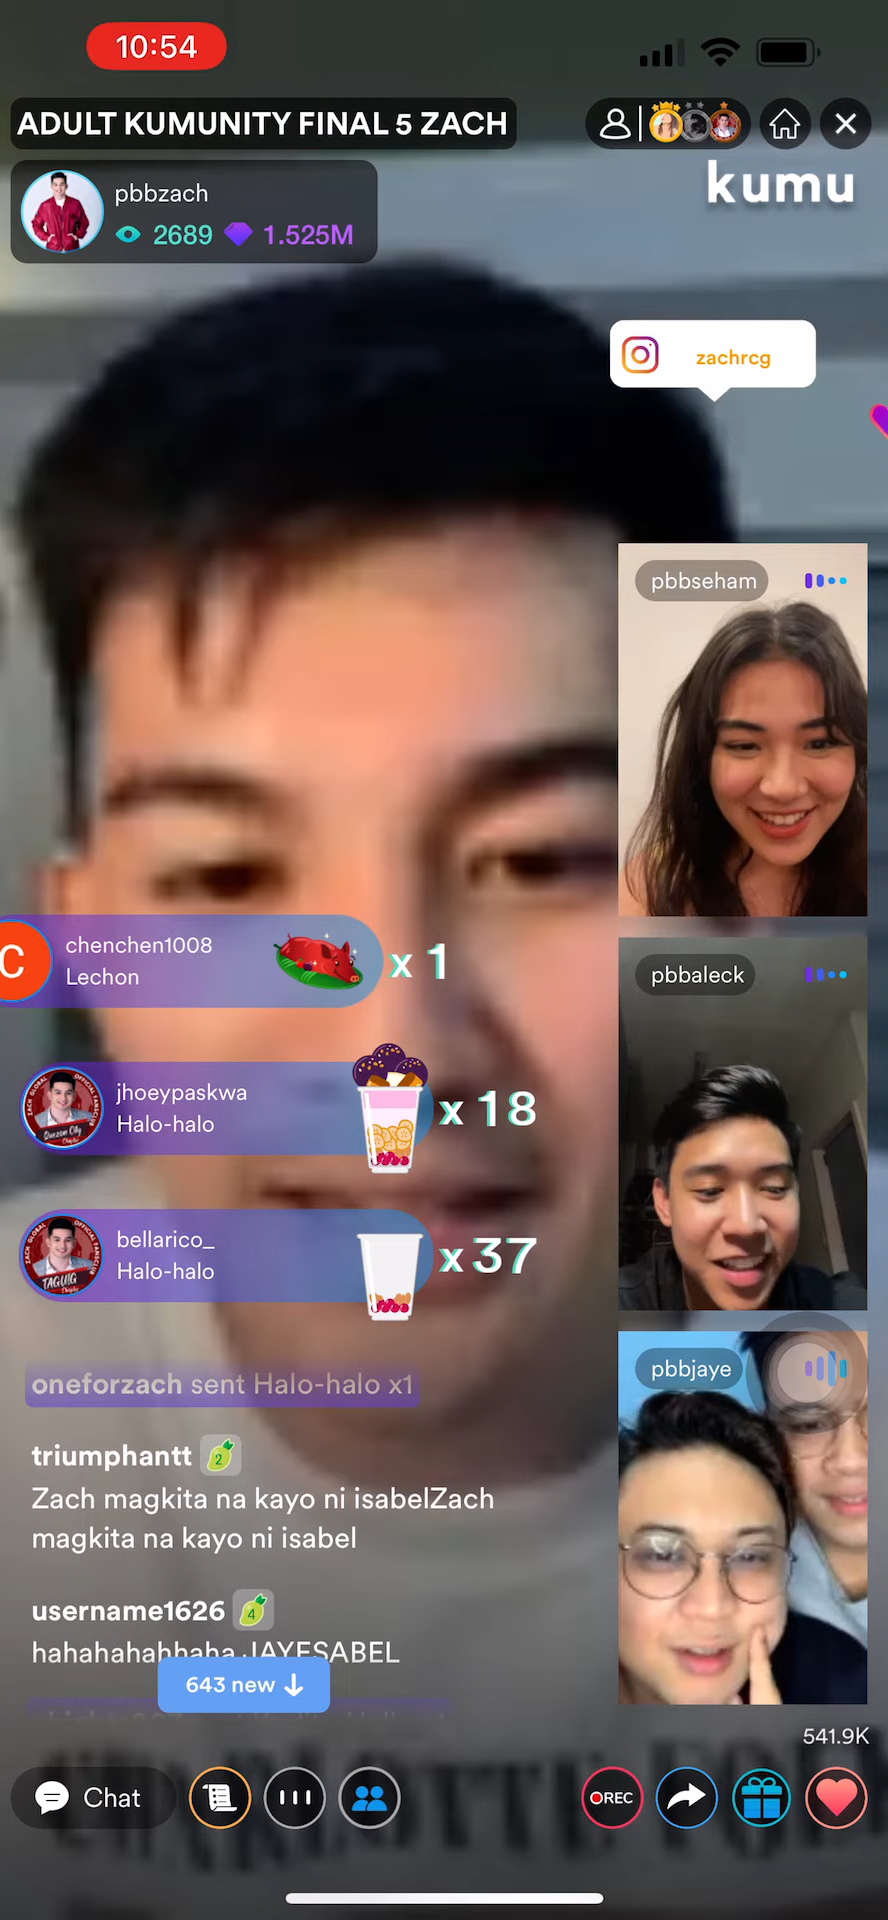 10:54
ADULT KUMUNITY FINAL 5 ZACH
pbbzach
2689 1.525M
kumu
zachrcg
pbbseham
chenchen1008
Lechon
x 1
pbbaleck
jhoeypaskwa
Halo-halo
x 18
bellarico_
Halo-halo
x 37
pbbjaye
oneforzach sent Halo-halo x1
triumphantt 2
Zach magkita na kayo ni isabelZach
magkita na kayo ni isabel
username1626 4
hahahahahhaha JAYESABEL
643 new
541.9K
Chat
REC